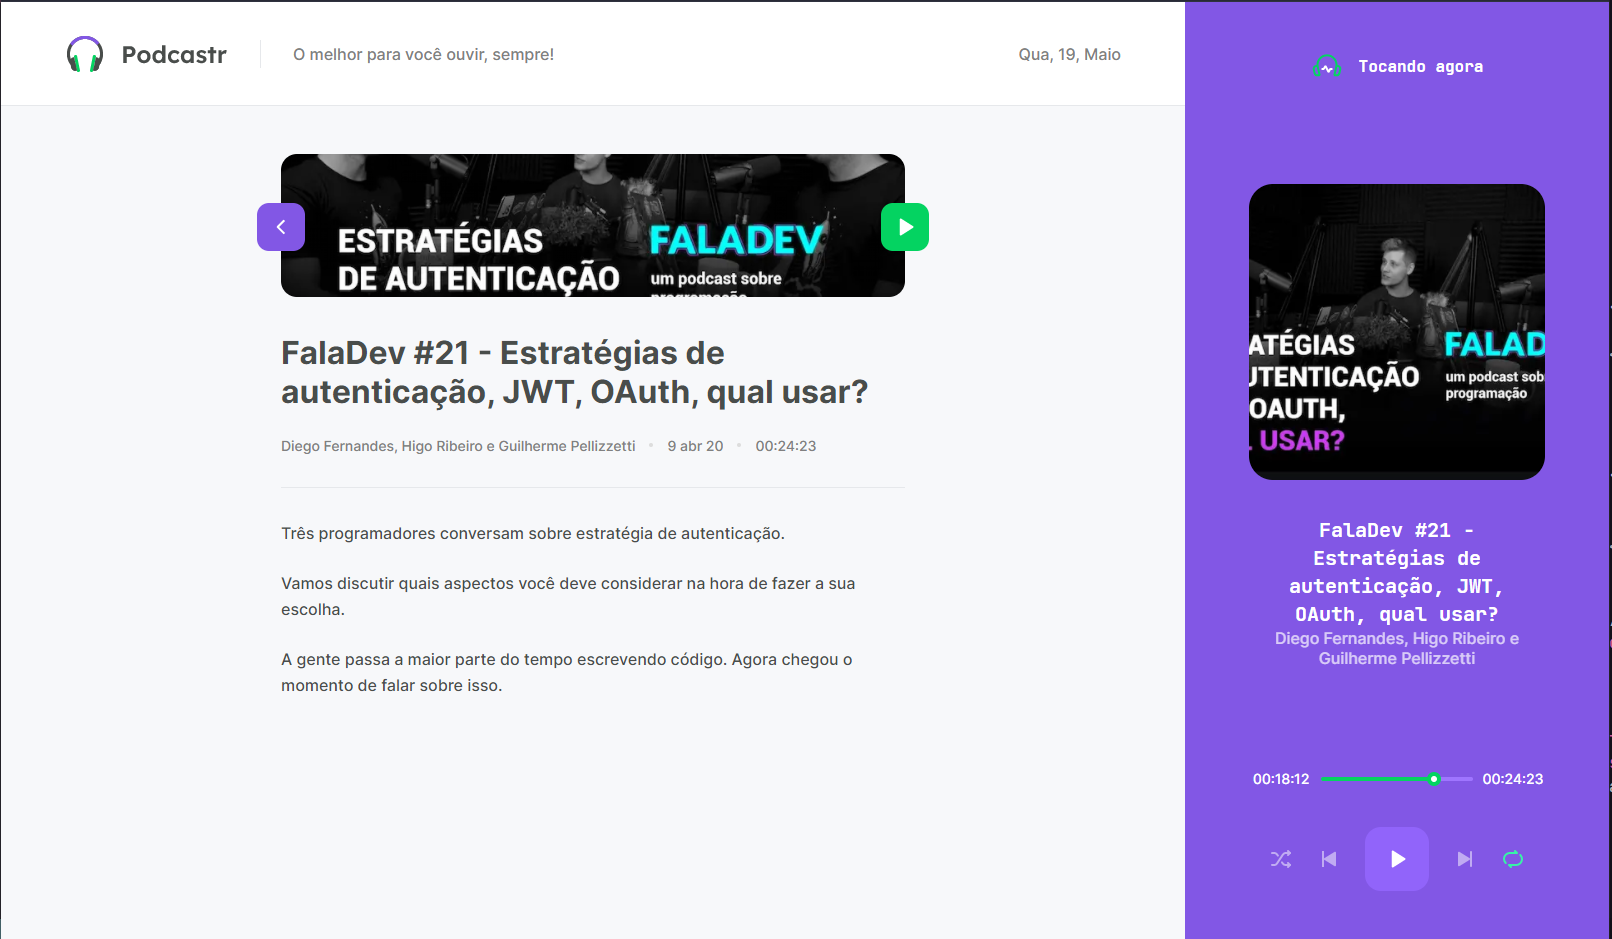 Podcastr
O melhor para você ouvir, sempre!
Qua, 19, Maio
ESTRATÉGIAS
DE AUTENTICAÇÃO
FALADEV
um podcast sobre
programação
FalaDev #21 - Estratégias de
autenticação, JWT, OAuth, qual usar?
Diego Fernandes, Higo Ribeiro e Guilherme Pellizzetti • 9 abr 20 • 00:24:23
Três programadores conversam sobre estratégia de autenticação.
Vamos discutir quais aspectos você deve considerar na hora de fazer a sua
escolha.
A gente passa a maior parte do tempo escrevendo código. Agora chegou o
momento de falar sobre isso.
Tocando agora
ATÉGIAS
UTENTICAÇÃO
OAUTH,
USAR?
FALAD
um podcast sob
programação
FalaDev #21 -
Estratégias de
autenticação, JWT,
OAuth, qual usar?
Diego Fernandes, Higo Ribeiro e
Guilherme Pellizzetti
00:18:12
00:24:23